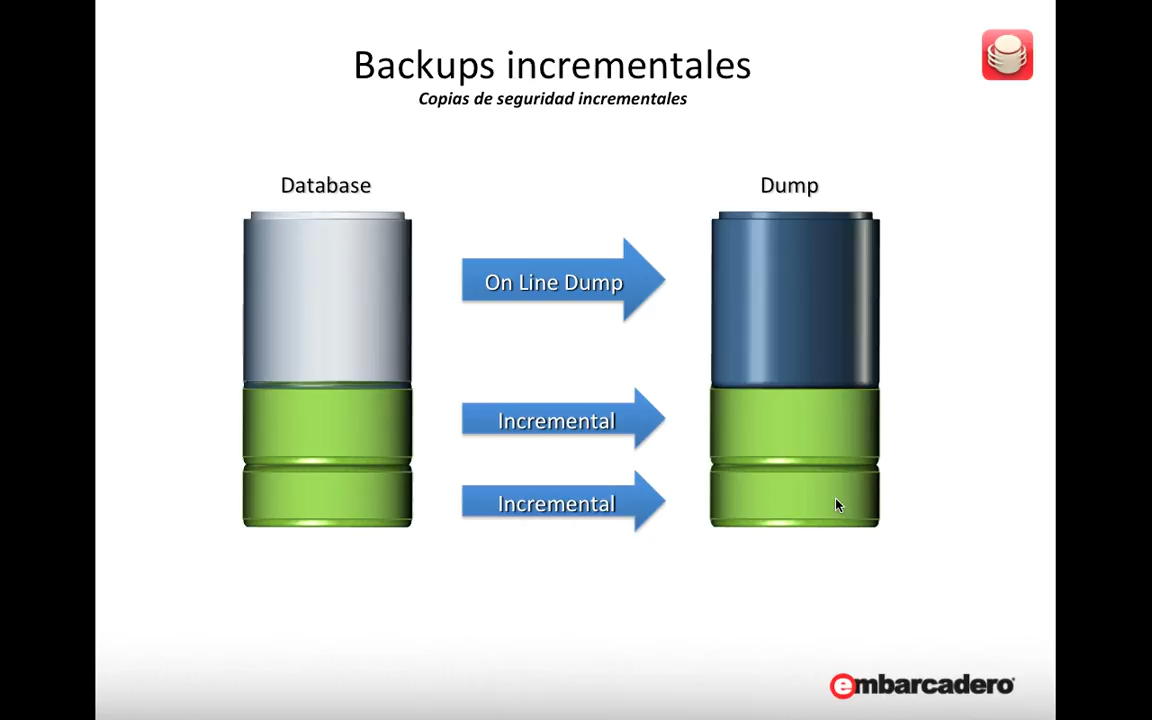 Backups incrementales
Copias de seguridad incrementales
Database
Dump
On Line Dump
Incremental
Incremental
embarcadero